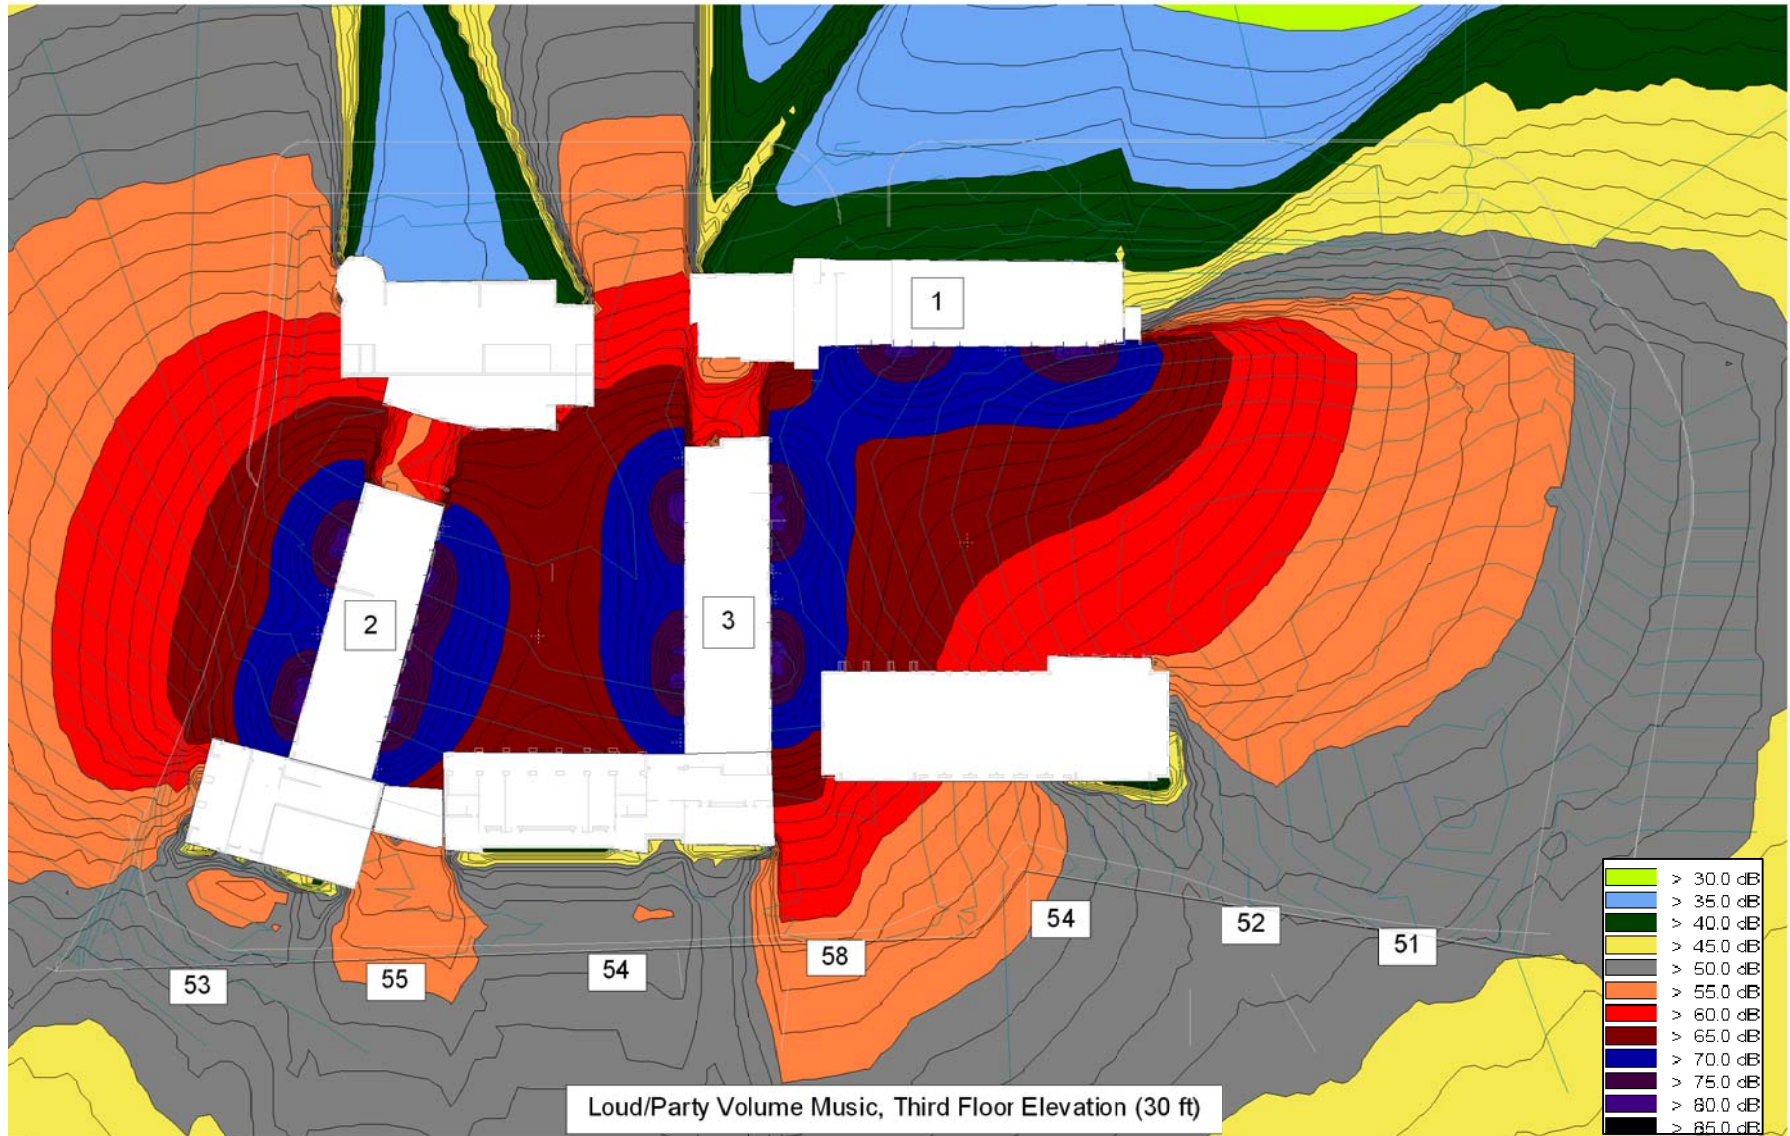 1
2
3
53
55
54
58
54
52
51
> 30.0 dB
> 35.0 dB
> 40.0 dB
> 45.0 dB
> 50.0 dB
> 55.0 dB
> 60.0 dB
> 65.0 dB
> 70.0 dB
> 75.0 dB
> 80.0 dB
> 85.0 dB
Loud/Party Volume Music, Third Floor Elevation (30 ft)